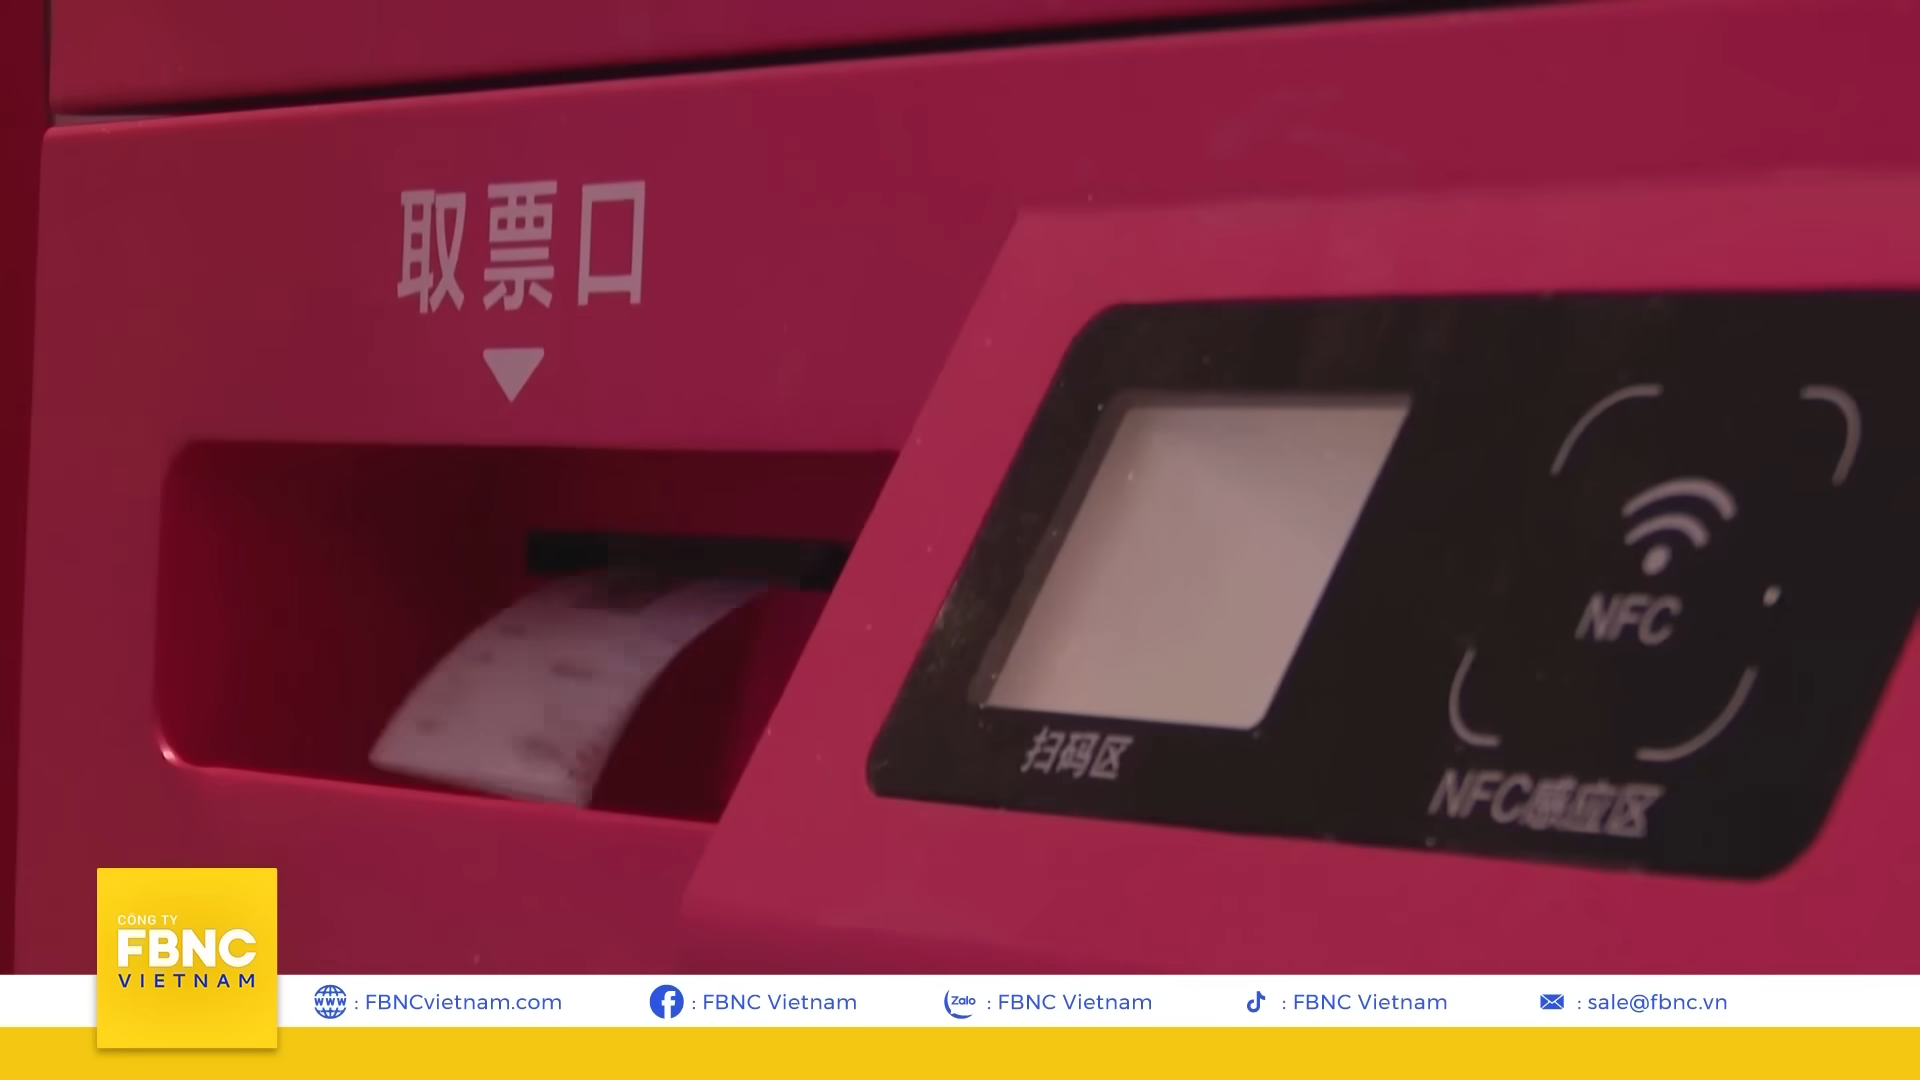 取票口
NFC
扫码区
NFC感应区
CÔNG TY
FBNC
VIETNAM
www : FBNCvietnam.com
: FBNC Vietnam
Zalo : FBNC Vietnam
: FBNC Vietnam
: sale@fbnc.vn